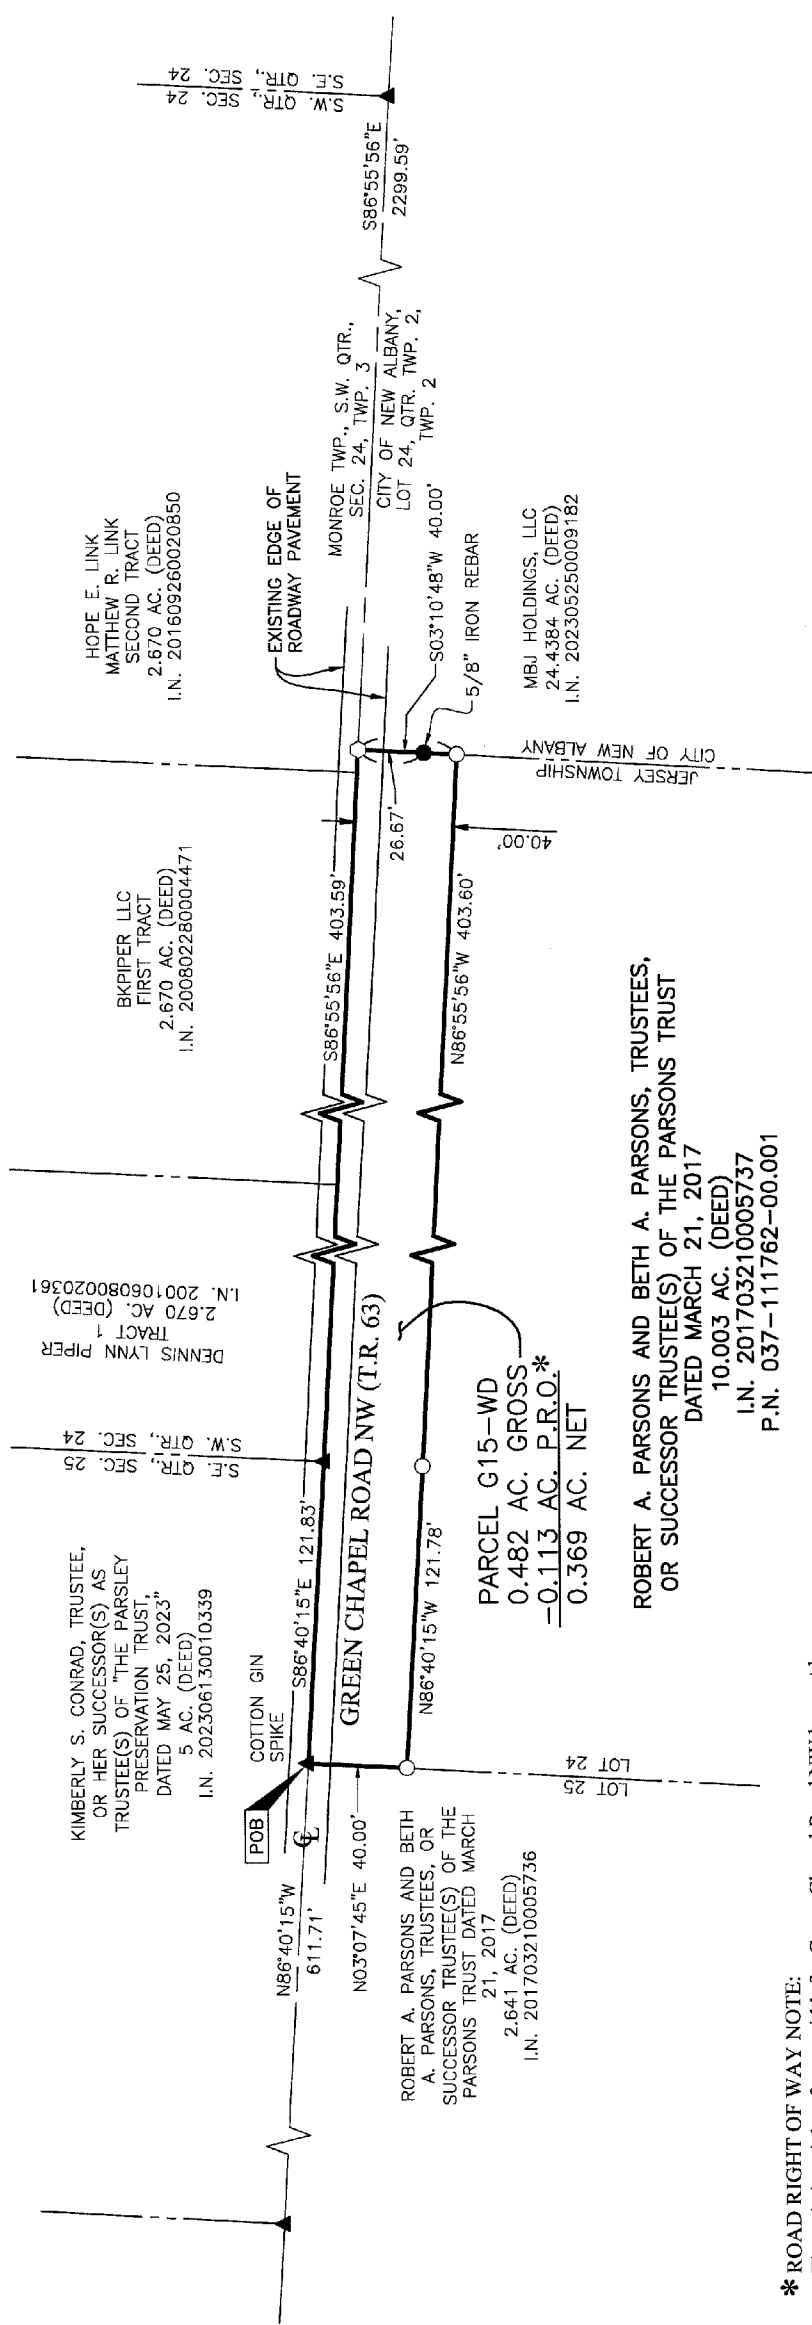 KIMBERLY S. CONRAD, TRUSTEE,
OR HER SUCCESSOR(S) AS
TRUSTEE(S) OF "THE PARSLEY
PRESERVATION TRUST,
DATED MAY 25, 2023"
5 AC. (DEED)
I.N. 202306130010339
S.E. QTR., SEC. 25
S.W. QTR., SEC. 24
DENNIS LYNN PIPER
TRACT 1
2.670 AC. (DEED)
I.N. 200106080020361
BKPIPER LLC
FIRST TRACT
2.670 AC. (DEED)
I.N. 200802280004471
HOPE E. LINK
MATTHEW R. LINK
SECOND TRACT
2.670 AC. (DEED)
I.N. 201609260020850
S.W. QTR., SEC. 24
S.E. QTR., SEC. 24
EXISTING EDGE OF
ROADWAY PAVEMENT
MONROE TWP., S.W. QTR.,
SEC. 24, TWP. 3
CITY OF NEW ALBANY,
LOT 24, QTR. TWP. 2,
TWP. 2
S86°55'56"E
2299.59'
COTTON GIN
SPIKE
POB
N86°40'15"W
611.71'
S86°40'15"E 121.83'
S86°55'56"E 403.59'
GREEN CHAPEL ROAD NW (T.R. 63)
N03°07'45"E 40.00'
26.67'
S03°10'48"W 40.00'
5/8" IRON REBAR
N86°40'15"W 121.78'
N86°55'56"W 403.60'
40.00'
JERSEY TOWNSHIP
CITY OF NEW ALBANY
MBJ HOLDINGS, LLC
24.4384 AC. (DEED)
I.N. 202305250009182
ROBERT A. PARSONS AND BETH
A. PARSONS, TRUSTEES, OR
SUCCESSOR TRUSTEE(S) OF THE
PARSONS TRUST DATED MARCH
21, 2017
2.641 AC. (DEED)
I.N. 201703210005736
LOT 25
LOT 24
PARCEL G15-WD
0.482 AC. GROSS
-0.113 AC. P.R.O.*
0.369 AC. NET
ROBERT A. PARSONS AND BETH A. PARSONS, TRUSTEES,
OR SUCCESSOR TRUSTEE(S) OF THE PARSONS TRUST
DATED MARCH 21, 2017
10.003 AC. (DEED)
I.N. 201703210005737
P.N. 037-111762-00.001
* ROAD RIGHT OF WAY NOTE: